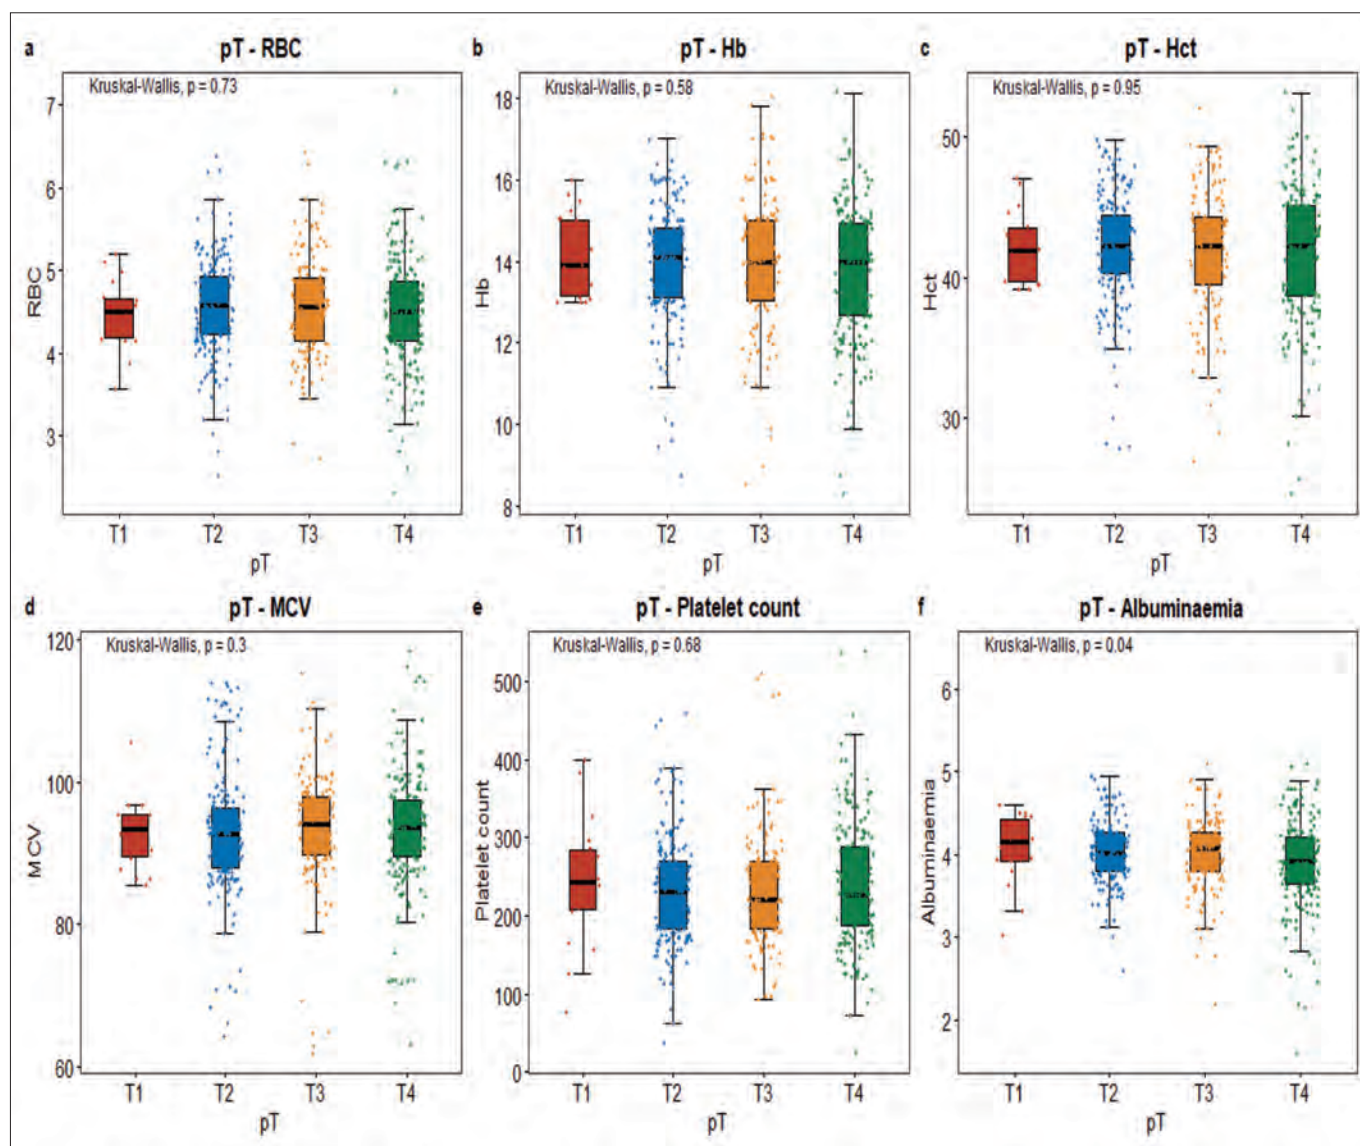 a pT - RBC
Kruskal-Wallis, p = 0.73
7
6
5
4
3
RBC
T1 T2 T3 T4
pT
b pT - Hb
Kruskal-Wallis, p = 0.58
18
16
14
12
10
8
Hb
T1 T2 T3 T4
pT
c pT - Hct
Kruskal-Wallis, p = 0.95
50
40
30
Hct
T1 T2 T3 T4
pT
d pT - MCV
Kruskal-Wallis, p = 0.3
120
100
80
60
MCV
T1 T2 T3 T4
pT
e pT - Platelet count
Kruskal-Wallis, p = 0.68
500
400
300
200
100
0
Platelet count
T1 T2 T3 T4
pT
f pT - Albuminaemia
Kruskal-Wallis, p = 0.04
6
5
4
3
2
Albuminaemia
T1 T2 T3 T4
pT